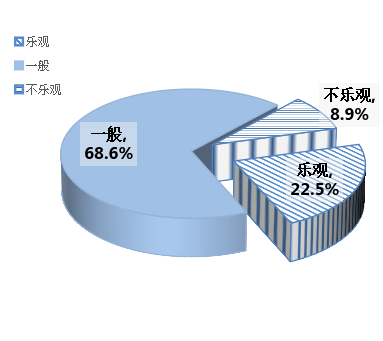 乐观
一般
不乐观
不乐观,
8.9%
一般,
68.6%
乐观,
22.5%